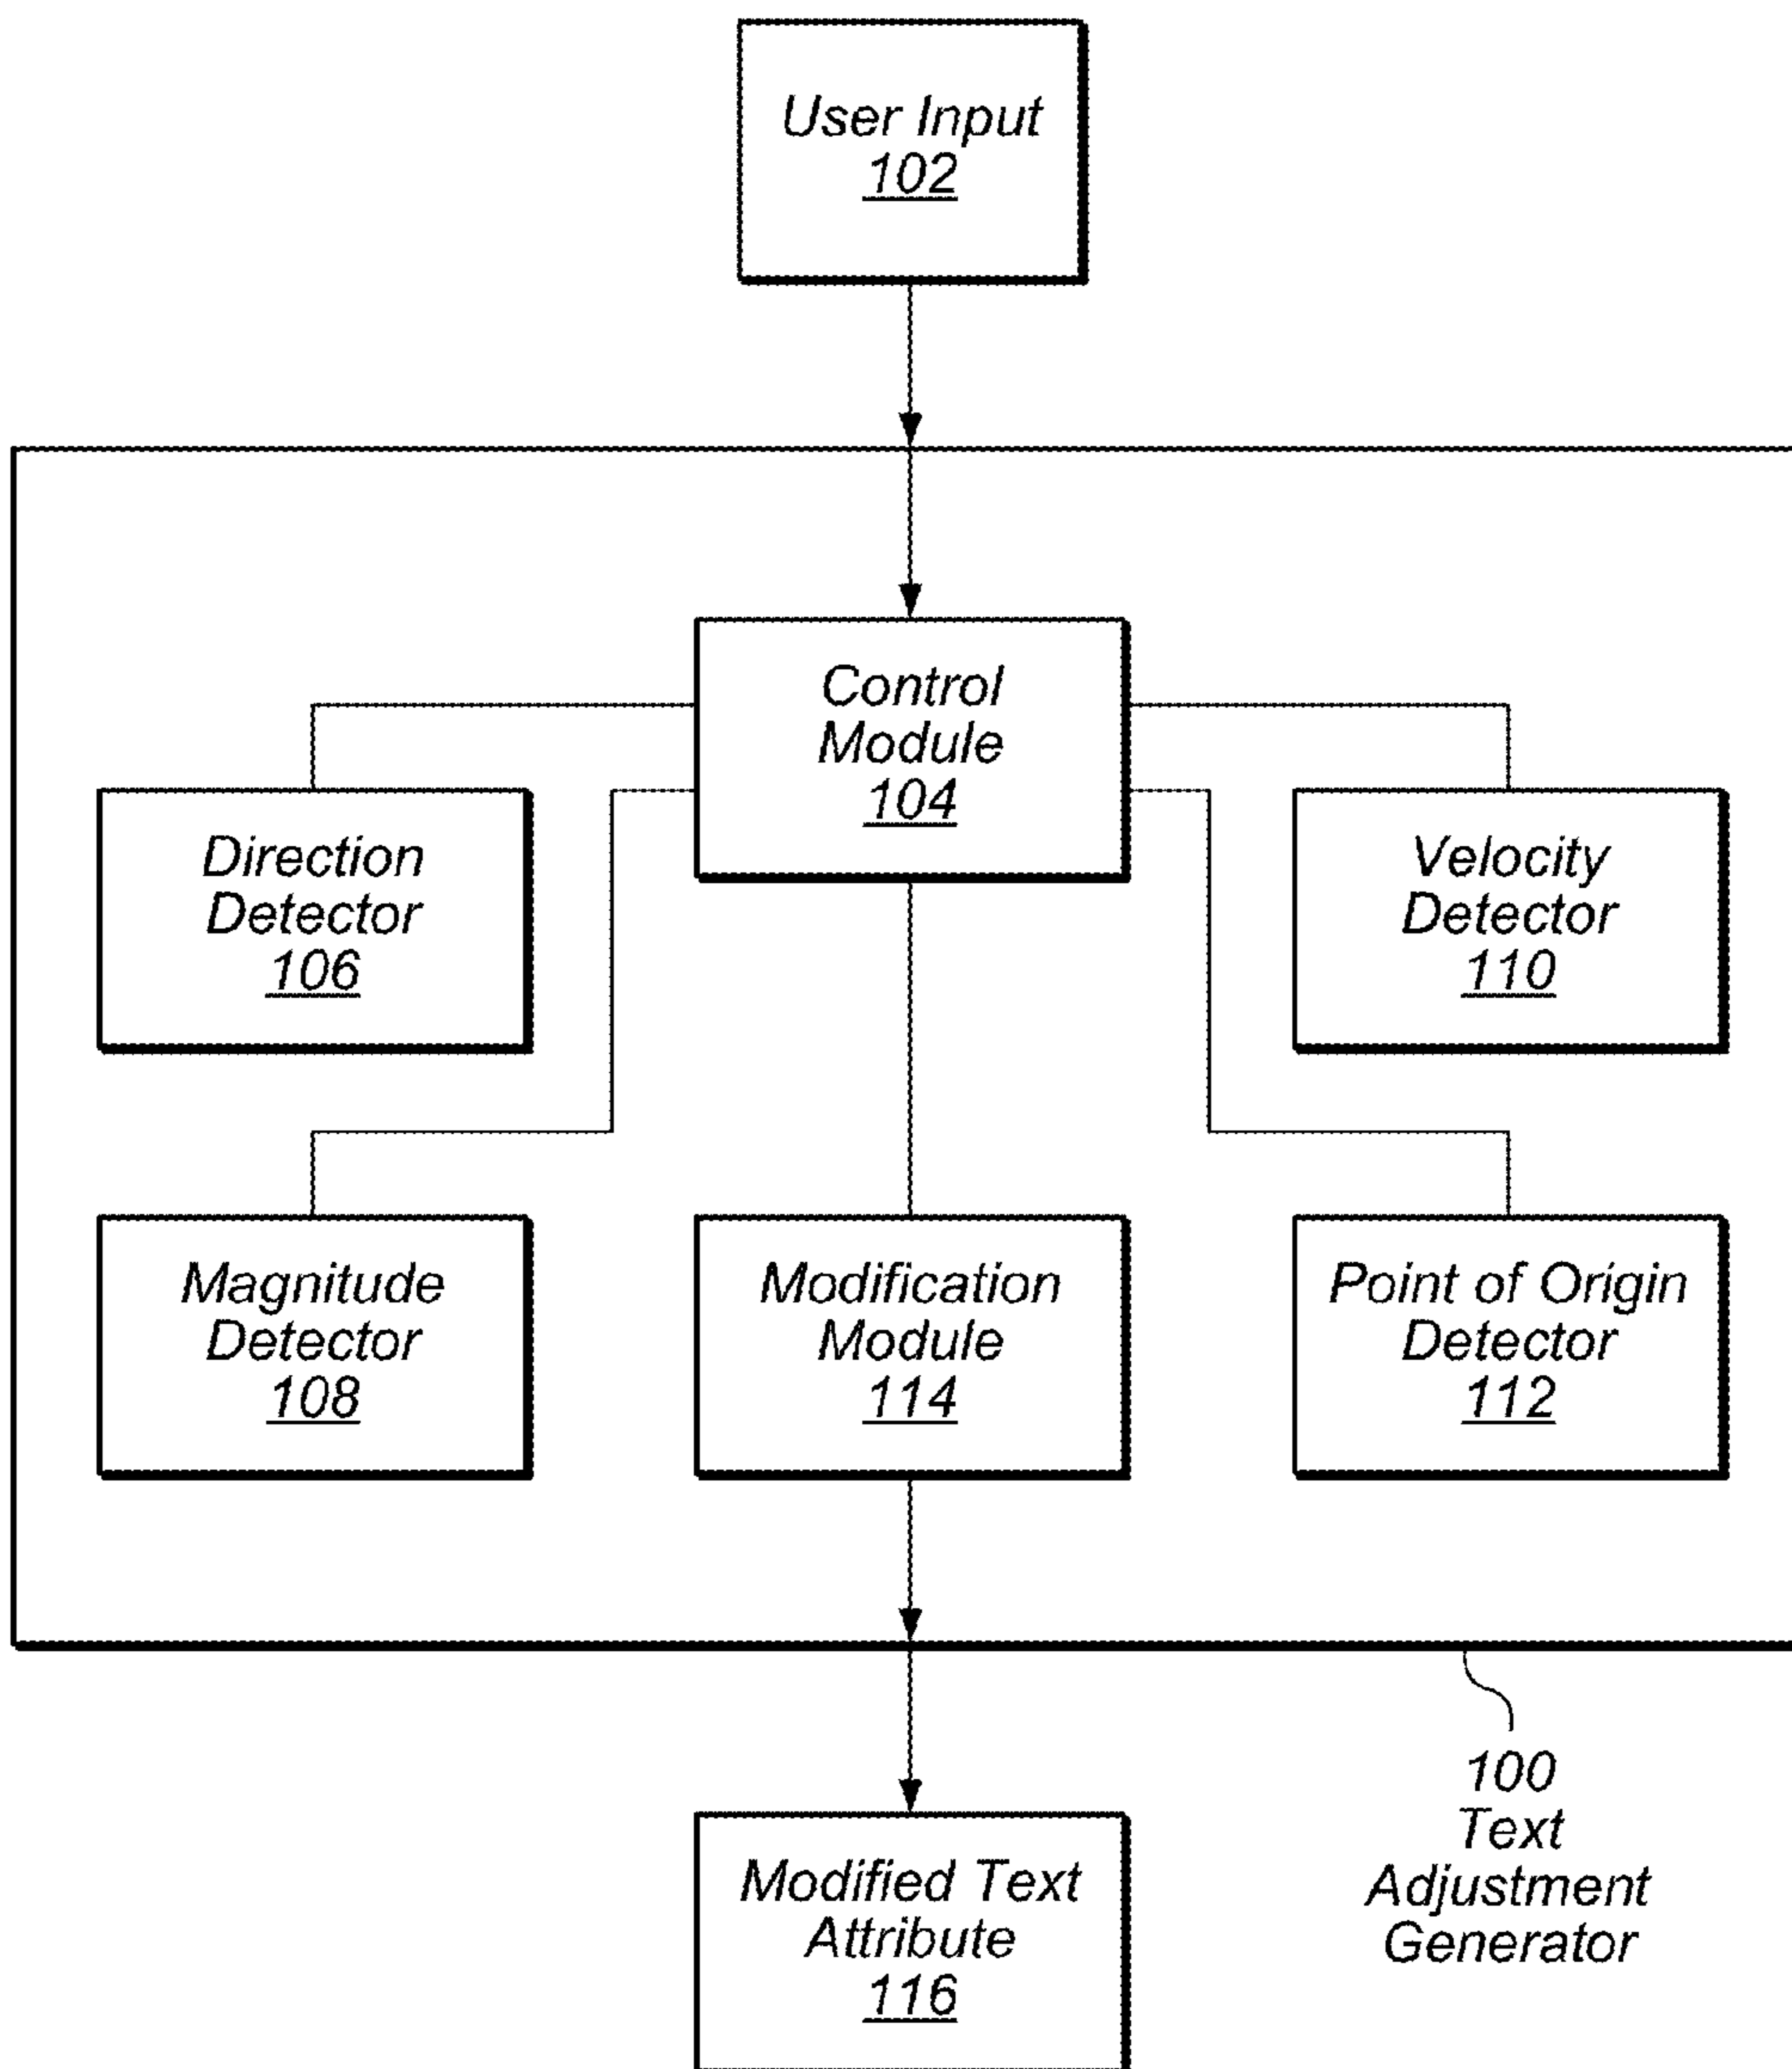 User Input
102
Control
Module
104
Direction
Detector
106
Velocity
Detector
110
Magnitude
Detector
108
Modification
Module
114
Point of Origin
Detector
112
100
Text
Adjustment
Generator
Modified Text
Attribute
116